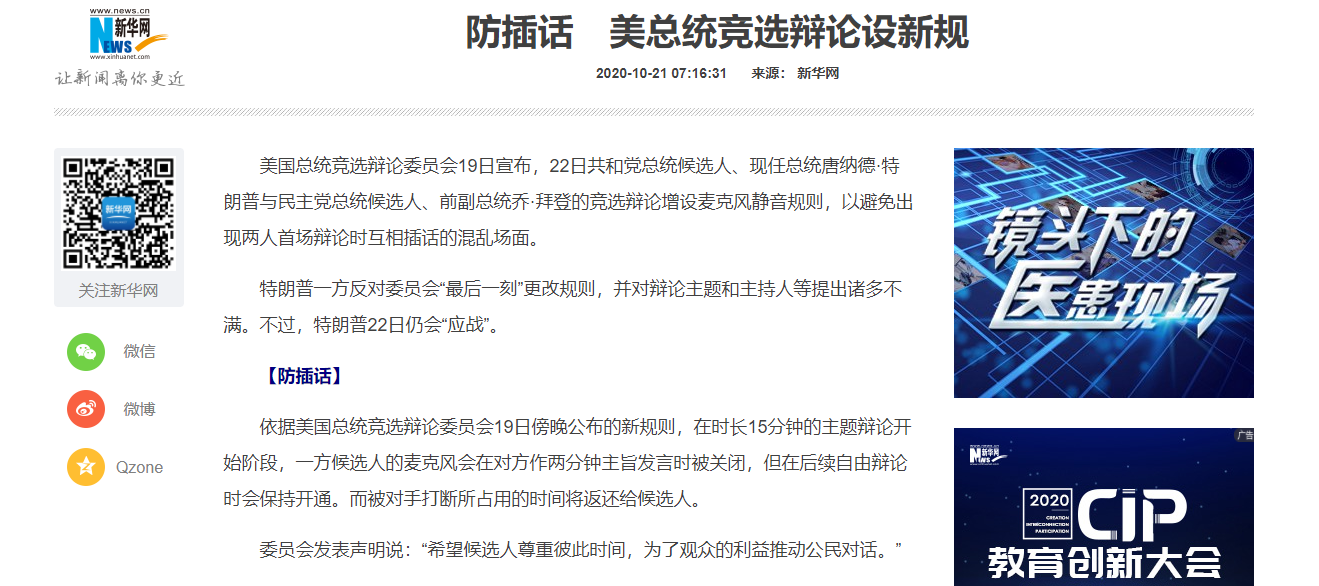 www.news.cn
新华网
NEWS
www.xinhuanet.com
让新闻离你更近
防插话 美总统竞选辩论设新规
2020-10-21 07:16:31 来源： 新华网
新华网
关注新华网
微信
微博
Qzone
美国总统竞选辩论委员会19日宣布，22日共和党总统候选人、现任总统唐纳德·特
朗普与民主党总统候选人、前副总统乔·拜登的竞选辩论增设麦克风静音规则，以避免出
现两人首场辩论时互相插话的混乱场面。
特朗普一方反对委员会“最后一刻”更改规则，并对辩论主题和主持人等提出诸多不
满。不过，特朗普22日仍会“应战”。
【防插话】
依据美国总统竞选辩论委员会19日傍晚公布的新规则，在时长15分钟的主题辩论开
始阶段，一方候选人的麦克风会在对方作两分钟主旨发言时被关闭，但在后续自由辩论
时会保持开通。而被对手打断所占用的时间将返还给候选人。
委员会发表声明说：“希望候选人尊重彼此时间，为了观众的利益推动公民对话。”
镜头下的
医患现场
广告
新华网
NEWS
2020
CREATION
INTERCONNECTION
PARTICIPATION
CIP
教育创新大会